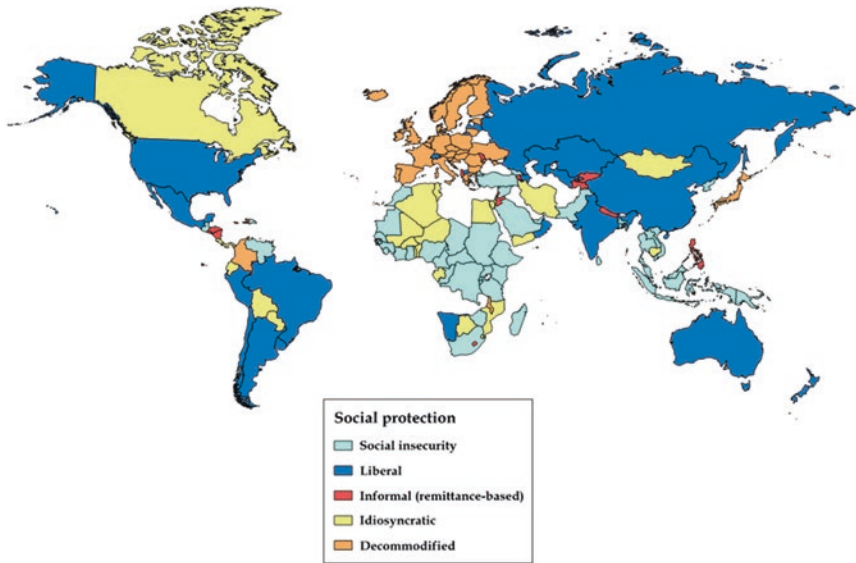 Social protection
Social insecurity
Liberal
Informal (remittance-based)
Idiosyncratic
Decommodified